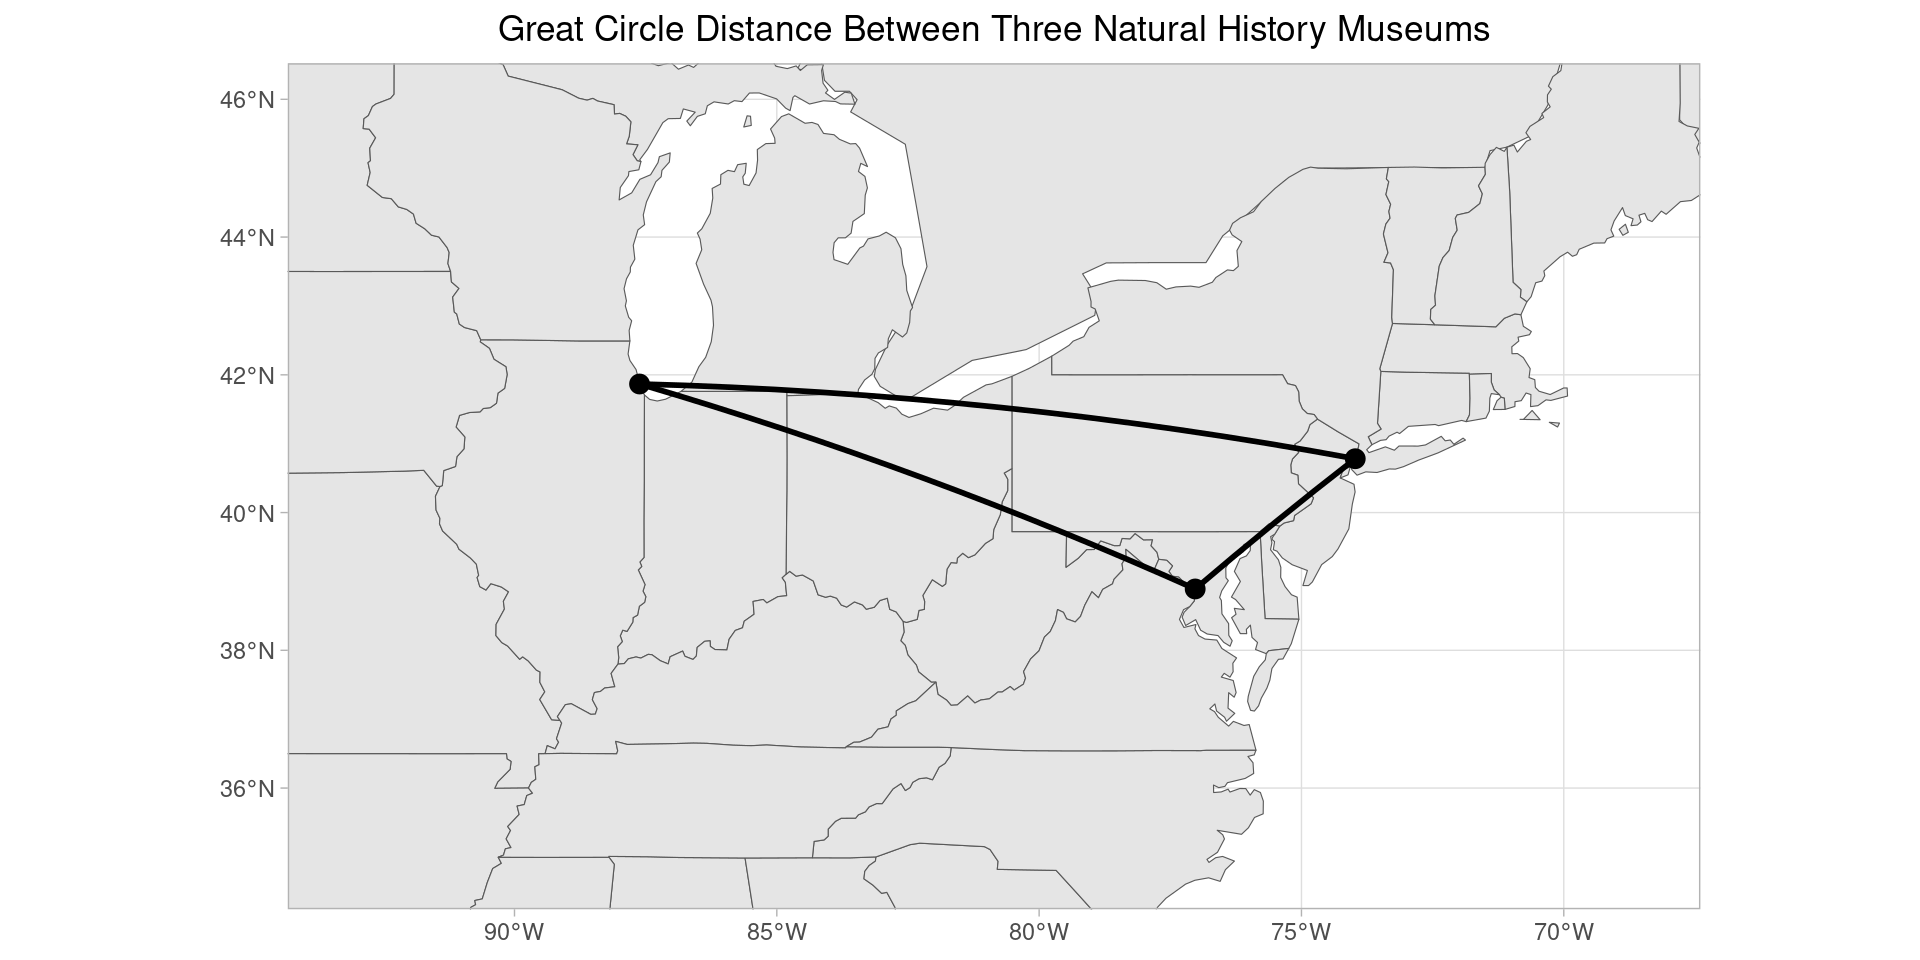 Great Circle Distance Between Three Natural History Museums
46°N
44°N
42°N
40°N
38°N
36°N
90°W
85°W
80°W
75°W
70°W